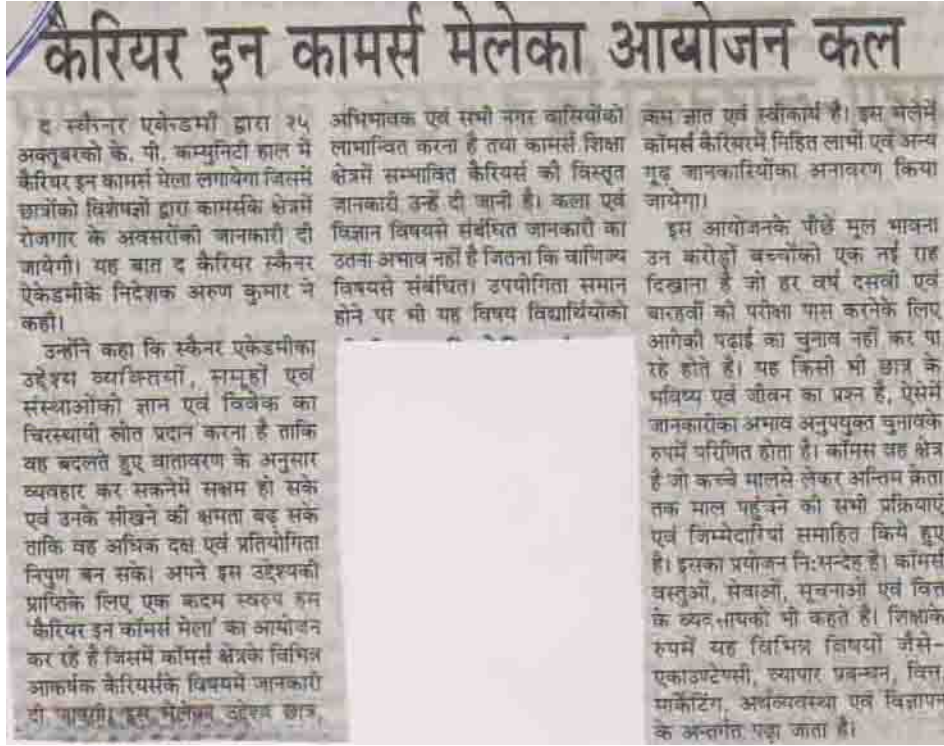 कैरियर इन कामर्स मेलेका आयोजन कल
द स्कैनर एकेडमी द्वारा २५
अक्तूबरको के. पी. कम्युनिटी हाल में
कैरियर इन कामर्स मेला लगायेगा जिसमें
छात्रोंको विशेषज्ञों द्वारा कामर्सके क्षेत्रमें
रोजगार के अवसरोंकी जानकारी दी
जायेगी। यह बात द कैरियर स्कैनर
ऐकेडमीके निदेशक अरुण कुमार ने
कही।
उन्होंने कहा कि स्कैनर एकेडमीका
उद्देश्य व्यक्तियों, समूहों एवं
संस्थाओंको ज्ञान एवं विवेक का
चिरस्थायी स्रोत प्रदान करना है ताकि
वह बदलते हुए वातावरण के अनुसार
व्यवहार कर सकनेमें सक्षम हो सके
एवं उनके सीखने की क्षमता बढ़ सके
ताकि वह अधिक दक्ष एवं प्रतियोगिता
निपुण बन सके। अपने इस उद्देश्यकी
प्राप्तिके लिए एक कदम स्वरुप हम
'कैरियर इन कॉमर्स मेला' का आयोजन
कर रहे है जिसमें कॉमर्स क्षेत्रके विभिन्न
आकर्षक कैरियर्सके विषयमें जानकारी
दी जायेगी। इस मेलेका उद्देश्य छात्र,
अभिभावक एवं सभी नगर वासियोंको
लाभान्वित करना है तथा कामर्स शिक्षा
क्षेत्रमें सम्भावित कैरियर्स की विस्तृत
जानकारी उन्हें दी जानी है। कला एवं
विज्ञान विषयसे संबंधित जानकारी का
उतना अभाव नहीं है जितना कि वाणिज्य
विषयसे संबंधित। उपयोगिता समान
होने पर भी यह विषय विद्यार्थियोंको
कम ज्ञात एवं स्वीकार्य है। इस मेलेमें
कॉमर्स कैरियरमें निहित लाभों एवं अन्य
गूढ़ जानकारियोंका अनावरण किया
जायेगा।
इस आयोजनके पीछे मूल भावना
उन करोड़ों बच्चोंको एक नई राह
दिखाना है जो हर वर्ष दसवीं एवं
बारहवीं की परीक्षा पास करनेके लिए
आगेकी पढ़ाई का चुनाव नहीं कर पा
रहे होते है। यह किसी भी छात्र के
भविष्य एवं जीवन का प्रश्न है, ऐसेमें
जानकारीका अभाव अनुपयुक्त चुनावके
रुपमें परिणित होता है। कॉमर्स वह क्षेत्र
है जो कच्चे मालसे लेकर अन्तिम क्रेता
तक माल पहुंचने की सभी प्रक्रियाएं
एवं जिम्मेदारियां समाहित किये हुए
है। इसका प्रयोजन नि:सन्देह है। कॉमर्स
वस्तुओं, सेवाओं, सूचनाओं एवं वित्त
के व्यवसायको भी कहते है। शिक्षाके
रुपमें यह विभिन्न विषयों जैसे-
एकाउण्टेण्सी, व्यापार प्रबन्धन, वित्त,
मार्केटिंग, अर्थव्यवस्था एवं विज्ञापन
के अन्तर्गत पढ़ा जाता है।